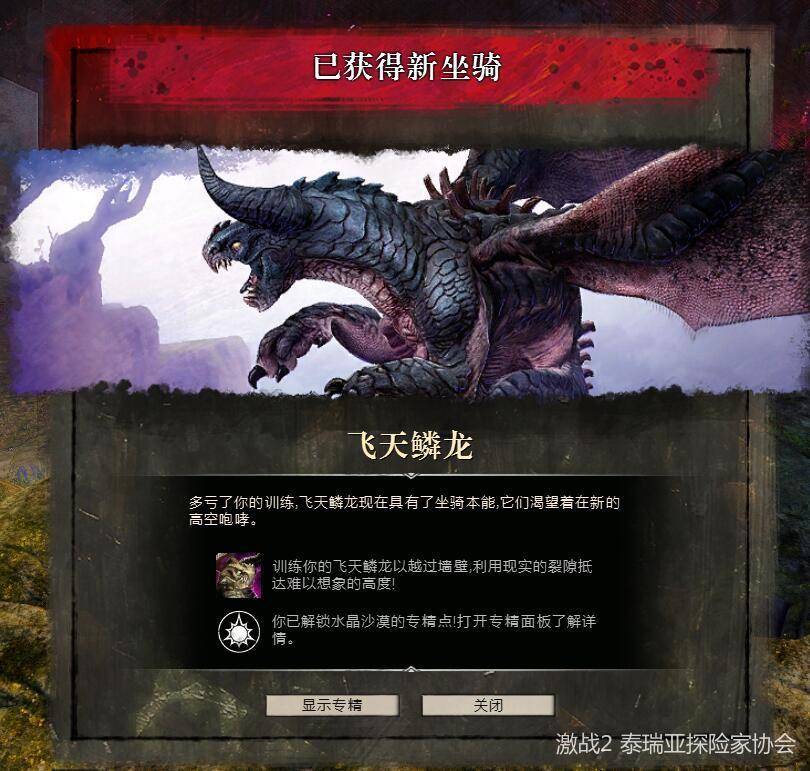 已获得新坐骑
飞天鳞龙
多亏了你的训练,飞天鳞龙现在具有了坐骑本能,它们渴望着在新的
高空咆哮。
训练你的飞天鳞龙以越过墙壁,利用现实的裂隙抵
达难以想象的高度!
你已解锁水晶沙漠的专精点!打开专精面板了解详
情。
显示专精
关闭
激战2 泰瑞亚探险家协会